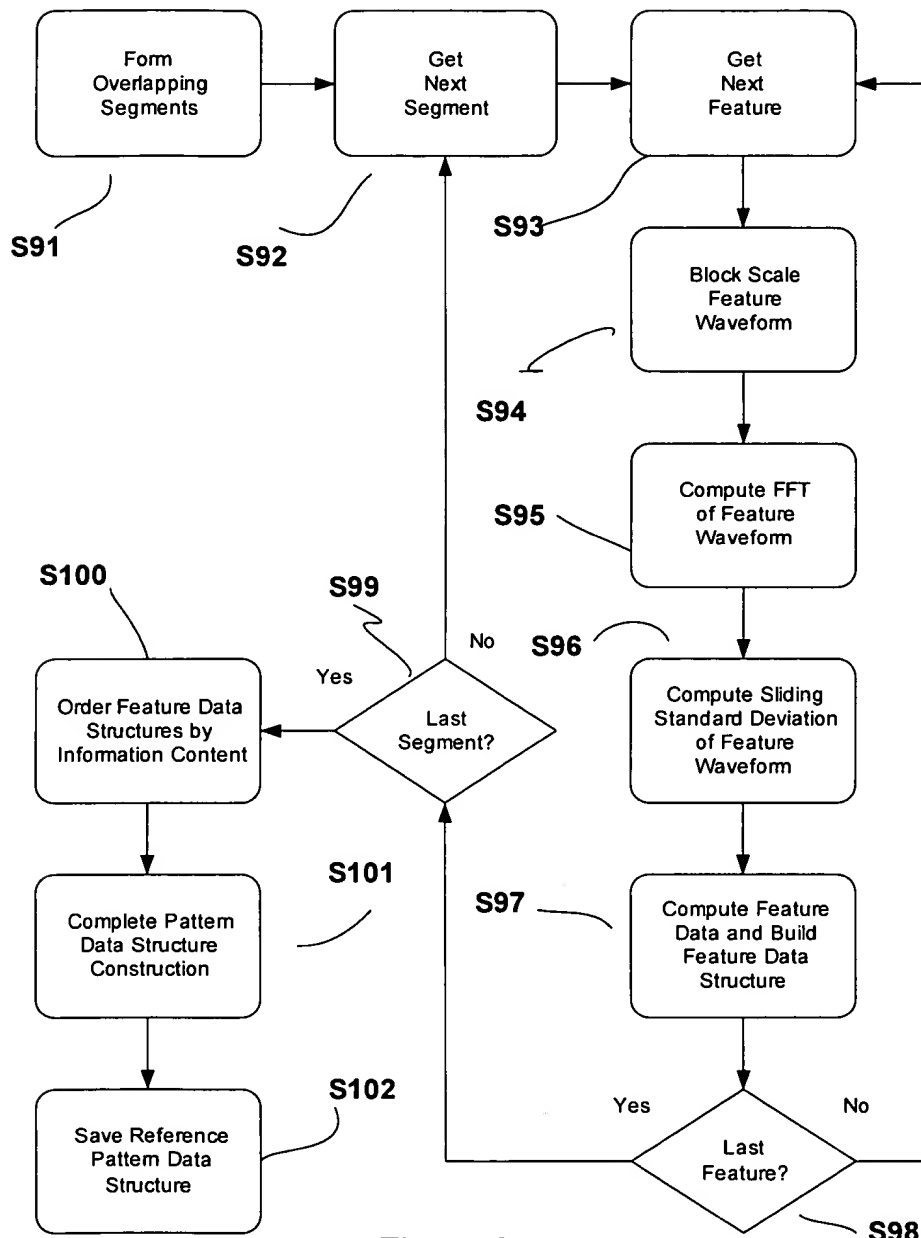 Form
Overlapping
Segments
Get
Next
Segment
Get
Next
Feature
S91
S92
S93
Block Scale
Feature
Waveform
S94
Compute FFT
of Feature
Waveform
S95
S96
Compute Sliding
Standard Deviation
of Feature
Waveform
S97
Compute Feature
Data and Build
Feature Data
Structure
Yes
No
Last
Feature?
S98
S99
No
Yes
Last
Segment?
S100
Order Feature Data
Structures by
Information Content
S101
Complete Pattern
Data Structure
Construction
S102
Save Reference
Pattern Data
Structure